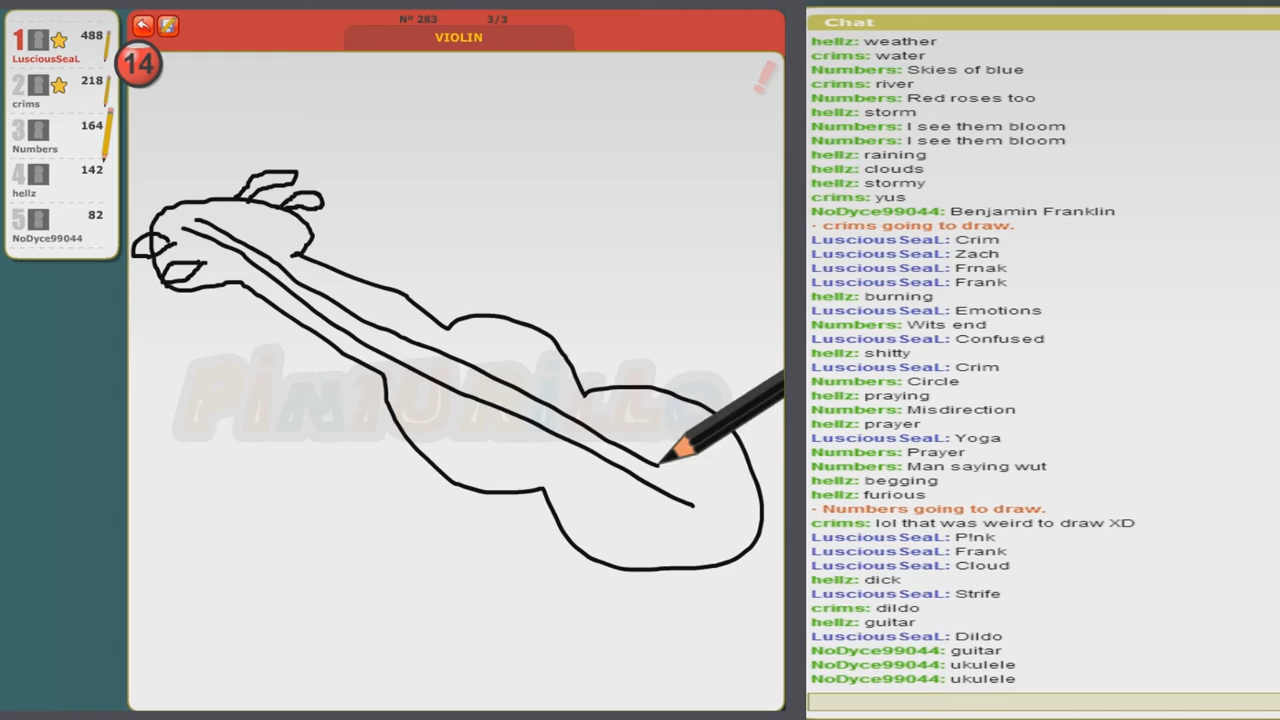 1 488
LusciousSeaL
2 218
crims
3 164
Numbers
4 142
hellz
5 82
NoDyce99044
14
Nº 283 3/3
VIOLIN
!
PiNTURiLLO
Chat
hellz: weather
crims: water
Numbers: Skies of blue
crims: river
Numbers: Red roses too
hellz: storm
Numbers: I see them bloom
Numbers: I see them bloom
hellz: raining
hellz: clouds
hellz: stormy
crims: yus
NoDyce99044: Benjamin Franklin
· crims going to draw.
LusciousSeaL: Crim
LusciousSeaL: Zach
LusciousSeaL: Frnak
LusciousSeaL: Frank
hellz: burning
LusciousSeaL: Emotions
Numbers: Wits end
LusciousSeaL: Confused
hellz: shitty
LusciousSeaL: Crim
Numbers: Circle
hellz: praying
Numbers: Misdirection
hellz: prayer
LusciousSeaL: Yoga
Numbers: Prayer
Numbers: Man saying wut
hellz: begging
hellz: furious
· Numbers going to draw.
crims: lol that was weird to draw XD
LusciousSeaL: P!nk
LusciousSeaL: Frank
LusciousSeaL: Cloud
hellz: dick
LusciousSeaL: Strife
crims: dildo
hellz: guitar
LusciousSeaL: Dildo
NoDyce99044: guitar
NoDyce99044: ukulele
NoDyce99044: ukulele